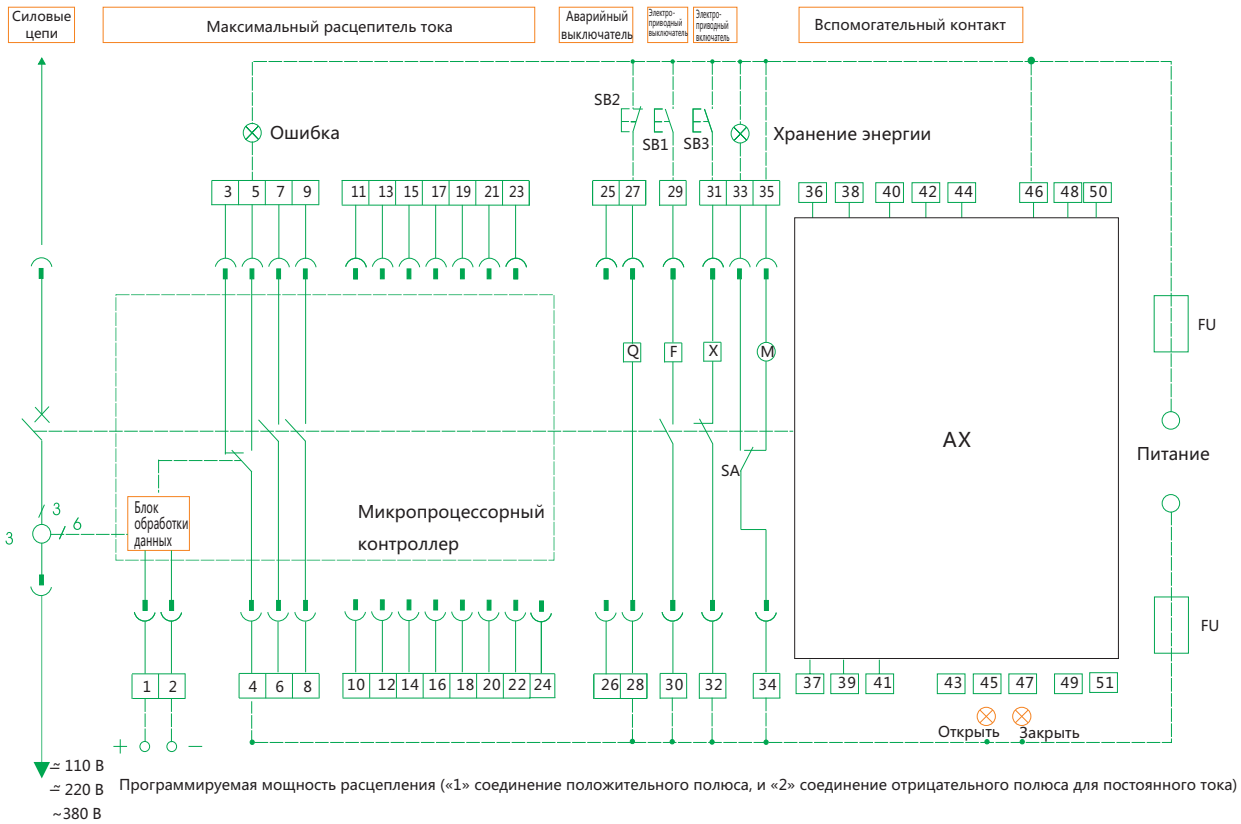 Силовые
цепи
Максимальный расцепитель тока
Аварийный
выключатель
Электро-
приводный
выключатель
Электро-
приводный
включатель
Вспомогательный контакт
SB2
SB1
SB3
Ошибка
Хранение энергии
3 5 7 9 11 13 15 17 19 21 23 25 27 29 31 33 35 36 38 40 42 44 46 48 50
FU
Q F X M
AX
Питание
SA
Блок
обработки
данных
Микропроцессорный
контроллер
3
6
3
FU
1 2 4 6 8 10 12 14 16 18 20 22 24 26 28 30 32 34 37 39 41 43 45 47 49 51
Открыть Закрыть
+ −
≃ 110 В
≃ 220 В
~380 В
Программируемая мощность расцепления («1» соединение положительного полюса, и «2» соединение отрицательного полюса для постоянного тока)